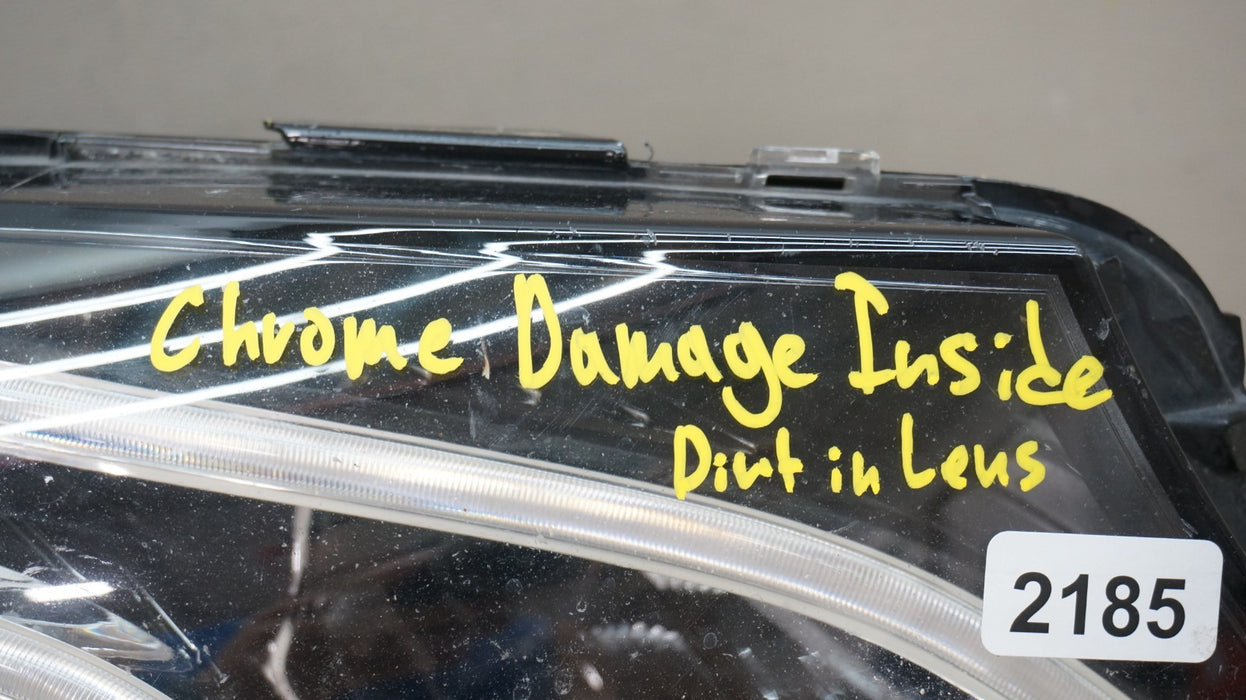 Chrome Damage Inside
Dirt in Lens
2185